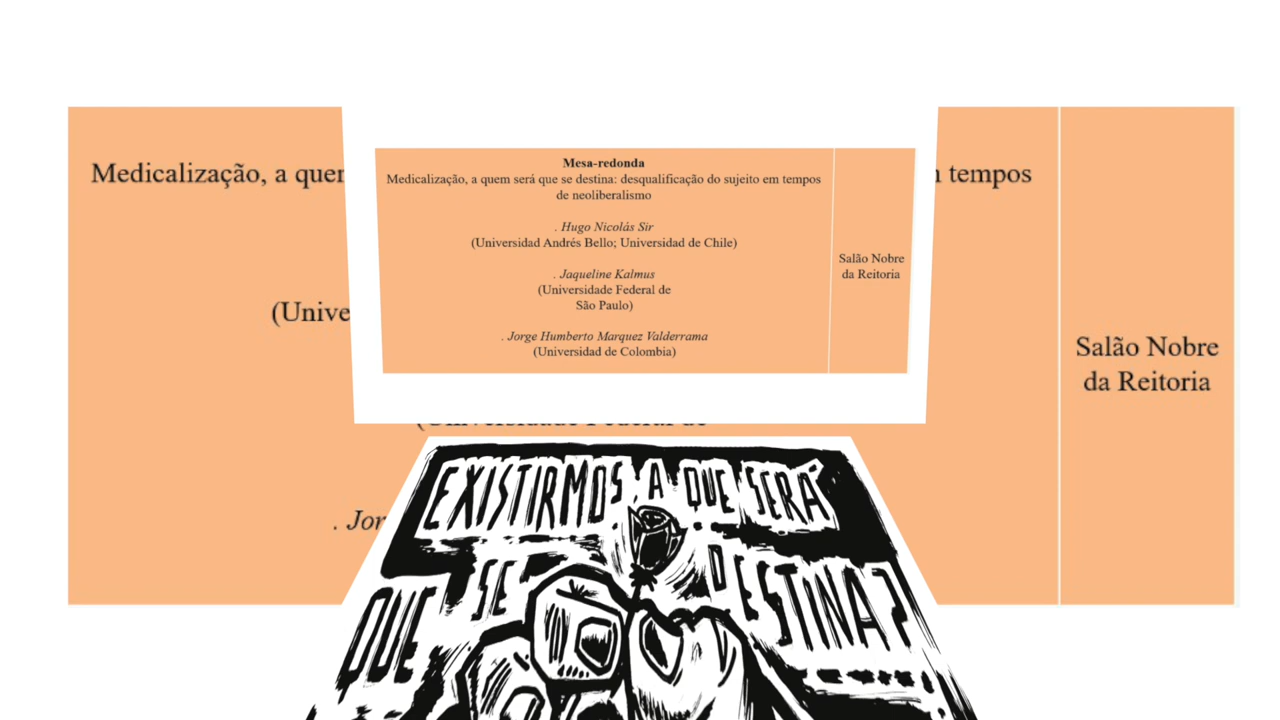 Medicalização, a
tempos
(Unive
Salão Nobre
da Reitoria
. Jor
Mesa-redonda
Medicalização, a quem será que se destina: desqualificação do sujeito em tempos
de neoliberalismo
. Hugo Nicolás Sir
(Universidad Andrés Bello; Universidad de Chile)
. Jaqueline Kalmus
(Universidade Federal de
São Paulo)
. Jorge Humberto Marquez Valderrama
(Universidad de Colombia)
Salão Nobre
da Reitoria
EXISTIRMOS A QUE SERÁ
QUE SE DESTINA?